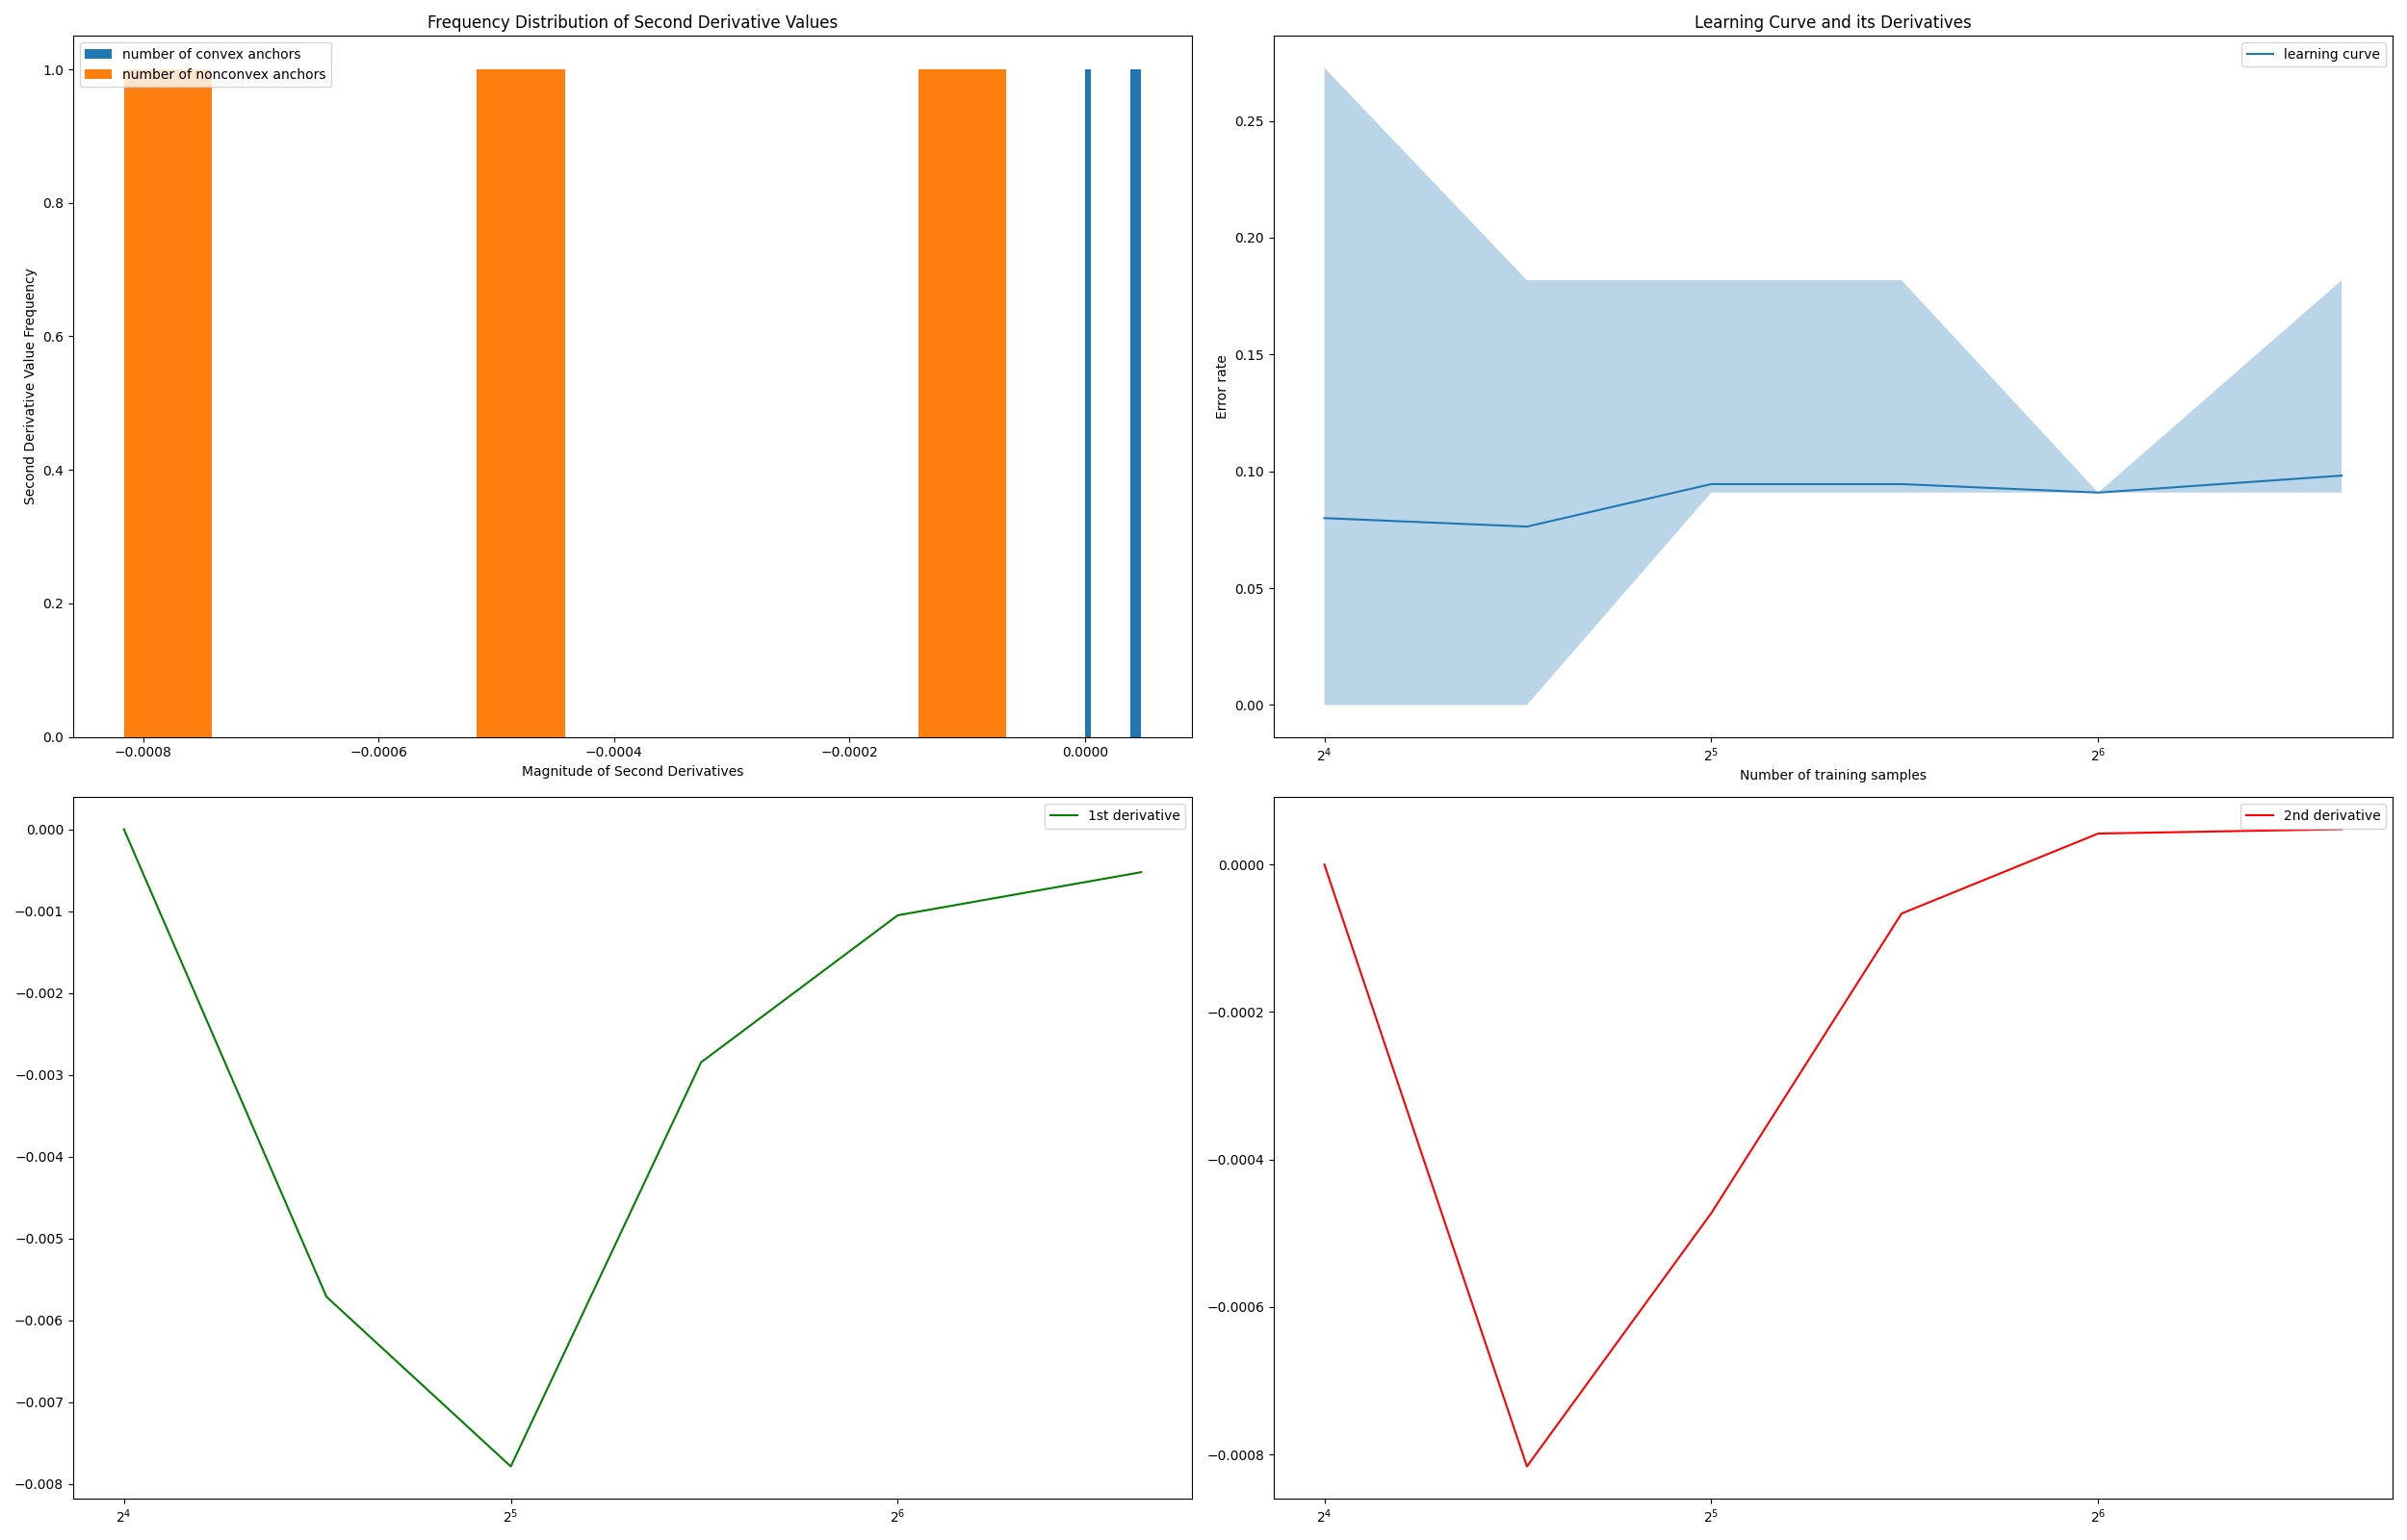 Frequency Distribution of Second Derivative Values
number of convex anchors
number of nonconvex anchors
Second Derivative Value Frequency
1.0
0.8
0.6
0.4
0.2
0.0
−0.0008 −0.0006 −0.0004 −0.0002 0.0000
Magnitude of Second Derivatives
Learning Curve and its Derivatives
learning curve
Error rate
0.25
0.20
0.15
0.10
0.05
0.00
2⁴ 2⁵ 2⁶
Number of training samples
1st derivative
0.000
−0.001
−0.002
−0.003
−0.004
−0.005
−0.006
−0.007
−0.008
2⁴ 2⁵ 2⁶
2nd derivative
0.0000
−0.0002
−0.0004
−0.0006
−0.0008
2⁴ 2⁵ 2⁶